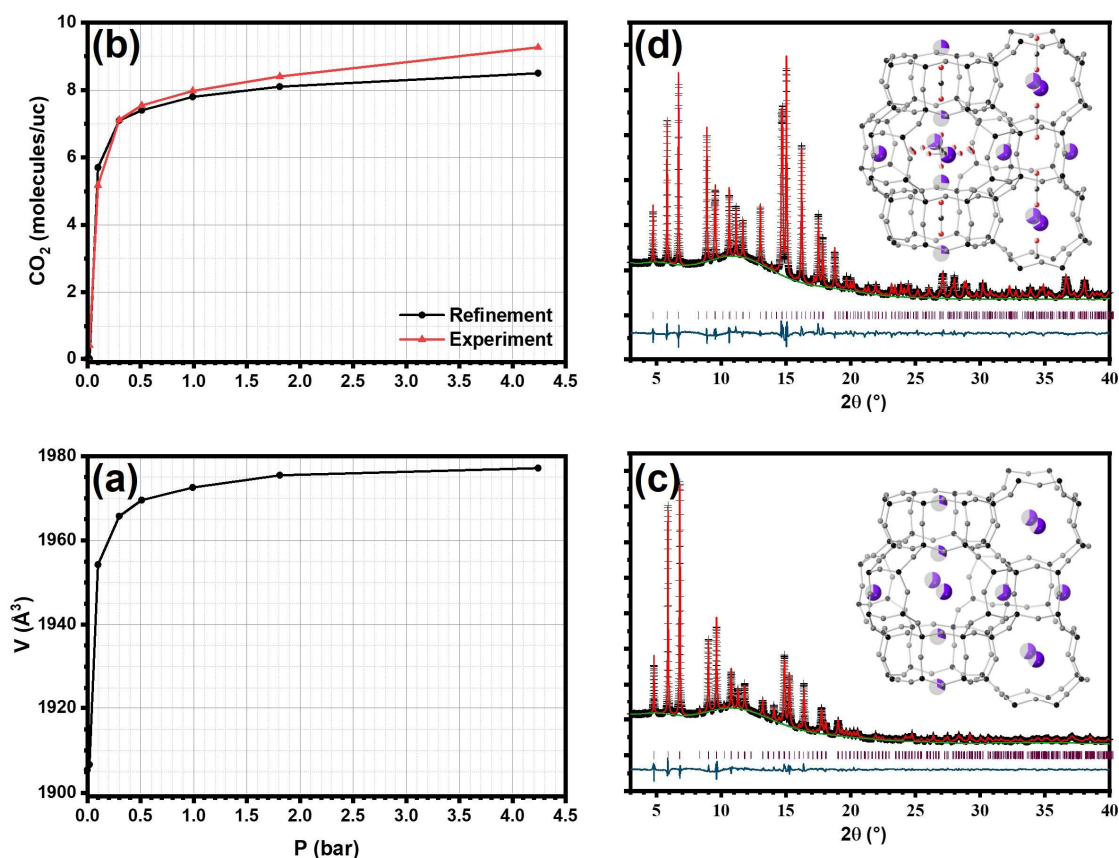 (b)
10
8
6
4
2
0
CO₂ (molecules/uc)
Refinement
Experiment
0.0 0.5 1.0 1.5 2.0 2.5 3.0 3.5 4.0 4.5
(d)
5 10 15 20 25 30 35 40
2θ (°)
(a)
1980
1960
1940
1920
1900
V (Å³)
0.0 0.5 1.0 1.5 2.0 2.5 3.0 3.5 4.0 4.5
P (bar)
(c)
5 10 15 20 25 30 35 40
2θ (°)